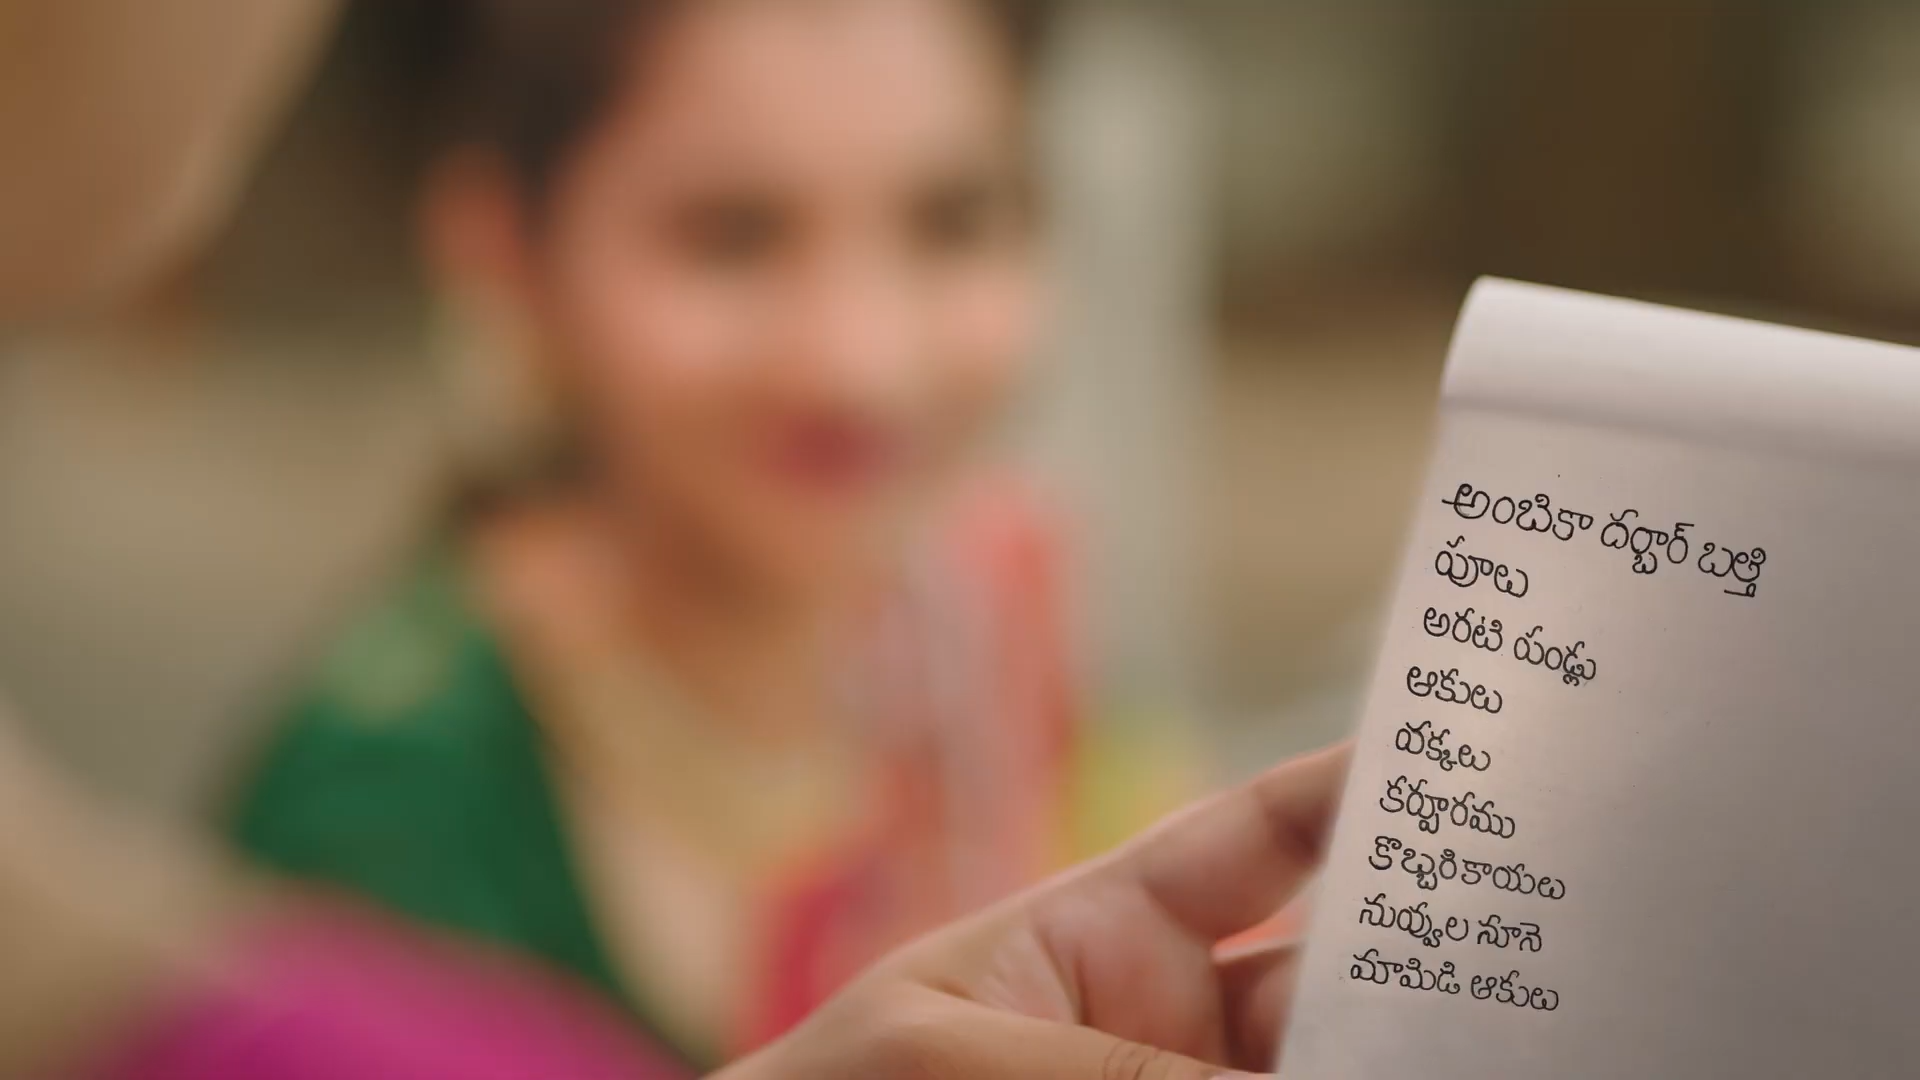 అంబికా దర్బార్ బత్తి
పూలు
అరటి పండ్లు
ఆకులు
వక్కలు
కర్పూరము
కొబ్బరికాయలు
నువ్వుల నూనె
మామిడి ఆకులు